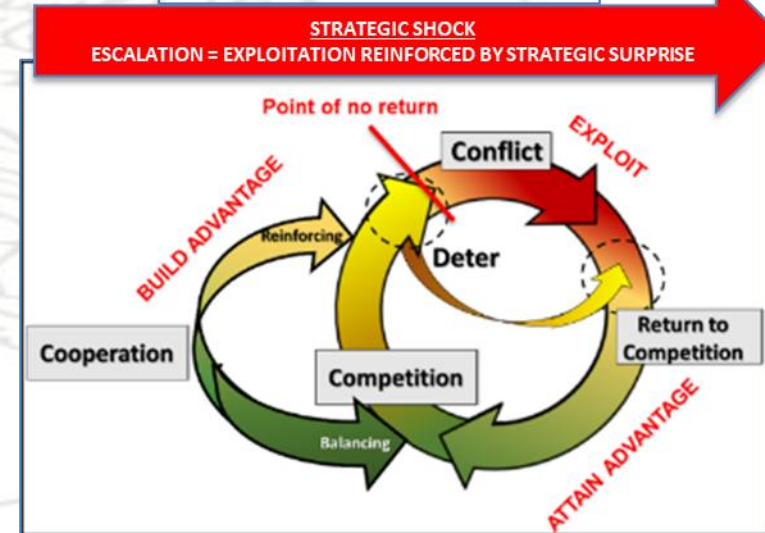 STRATEGIC SHOCK
ESCALATION = EXPLOITATION REINFORCED BY STRATEGIC SURPRISE
Point of no return
Conflict
EXPLOIT
BUILD ADVANTAGE
Reinforcing
Deter
Cooperation
Return to
Competition
Competition
Balancing
ATTAIN ADVANTAGE